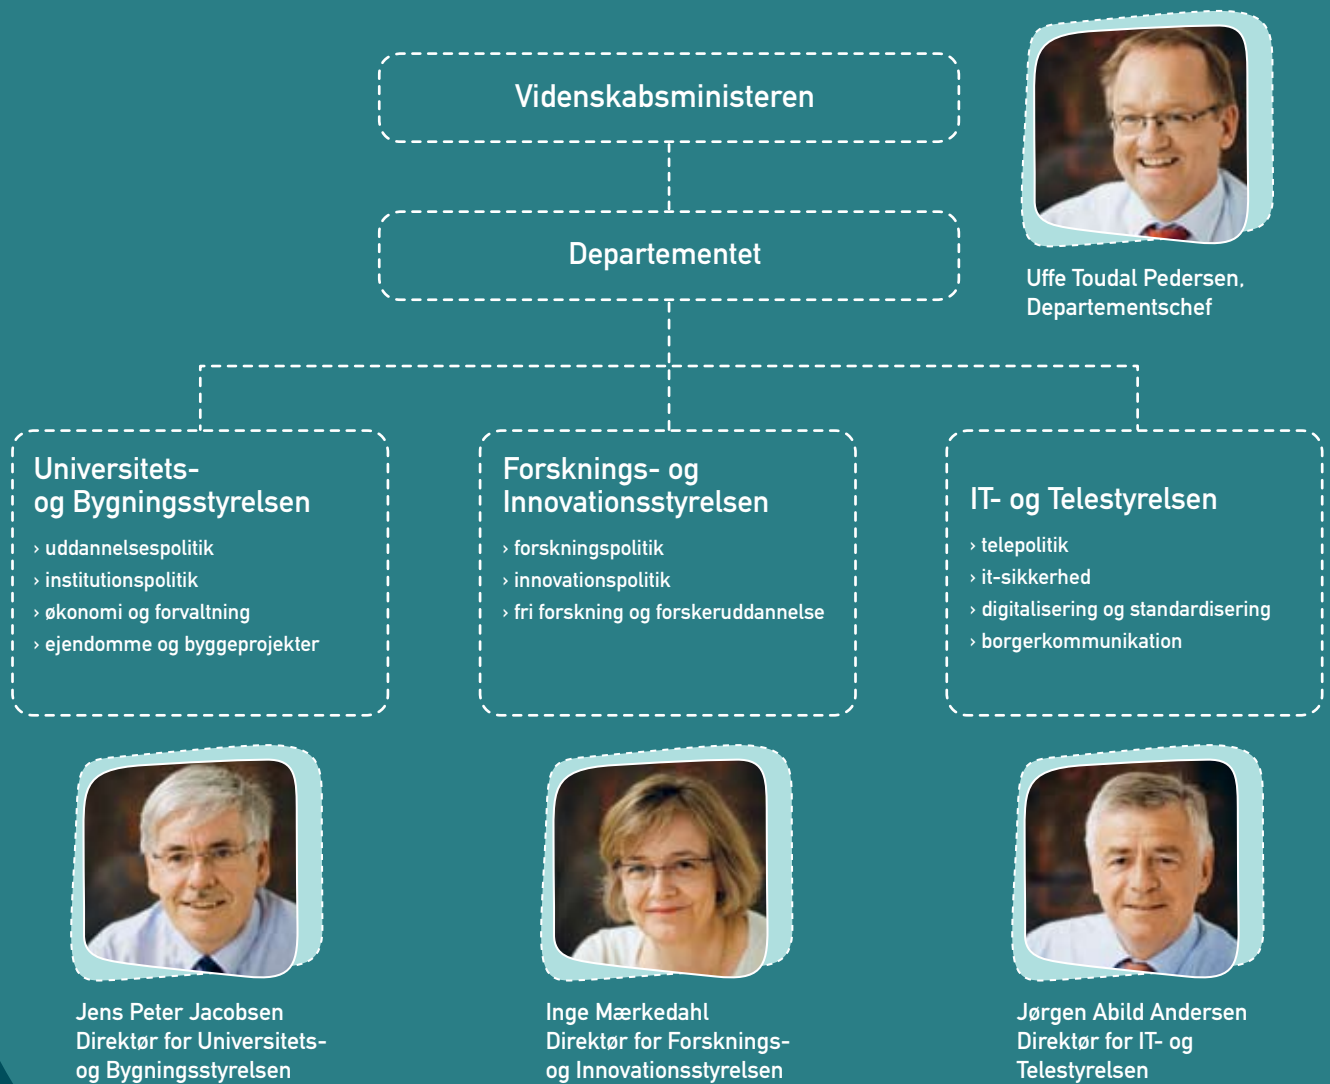 Videnskabsministeren
Departementet
Uffe Toudal Pedersen,
Departementschef
Universitets-
og Bygningsstyrelsen
› uddannelsespolitik
› institutionspolitik
› økonomi og forvaltning
› ejendomme og byggeprojekter
Forsknings- og
Innovationsstyrelsen
› forskningspolitik
› innovationspolitik
› fri forskning og forskeruddannelse
IT- og Telestyrelsen
› telepolitik
› it-sikkerhed
› digitalisering og standardisering
› borgerkommunikation
Jens Peter Jacobsen
Direktør for Universitets-
og Bygningsstyrelsen
Inge Mærkedahl
Direktør for Forsknings-
og Innovationsstyrelsen
Jørgen Abild Andersen
Direktør for IT- og
Telestyrelsen